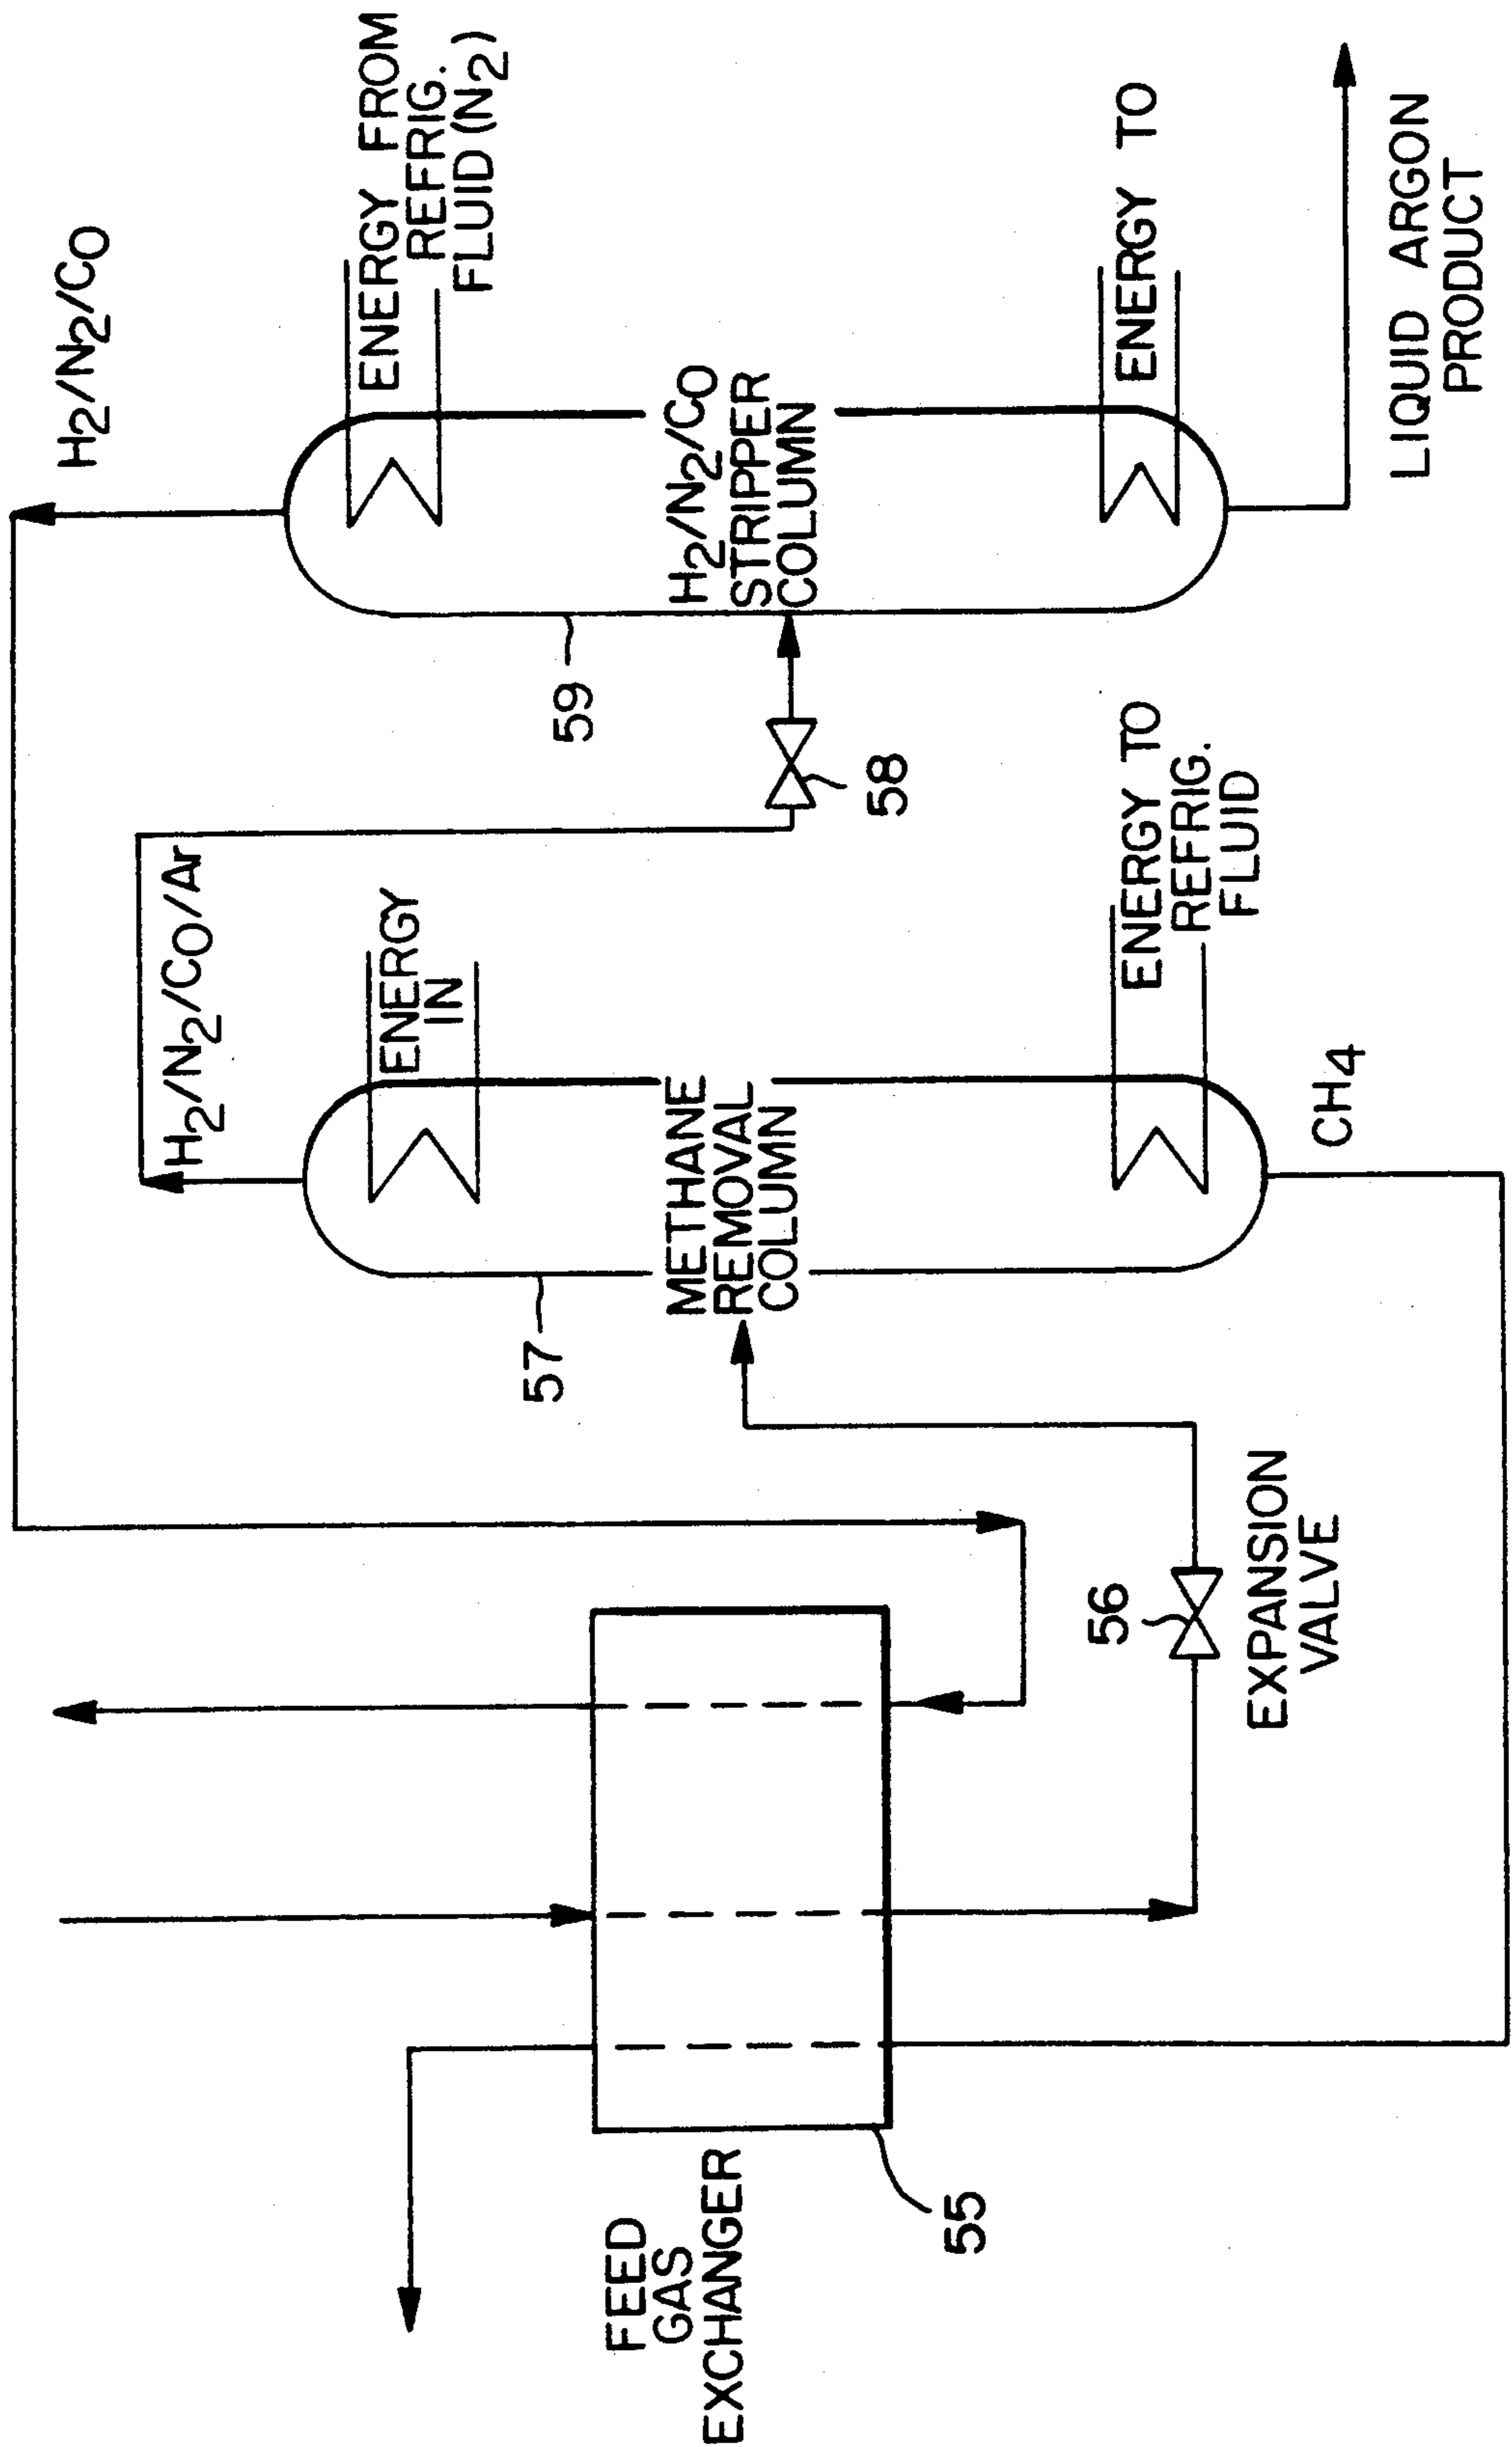 H2/N2/CO
ENERGY FROM
REFRIG.
FLUID (N2)
H2/N2/CO
STRIPPER
COLUMN
59
58
ENERGY TO
LIQUID ARGON
PRODUCT
H2/N2/CO/Ar
ENERGY
IN
METHANE
REMOVAL
COLUMN
57
ENERGY TO
REFRIG.
FLUID
CH4
56
EXPANSION
VALVE
FEED
GAS
EXCHANGER
55